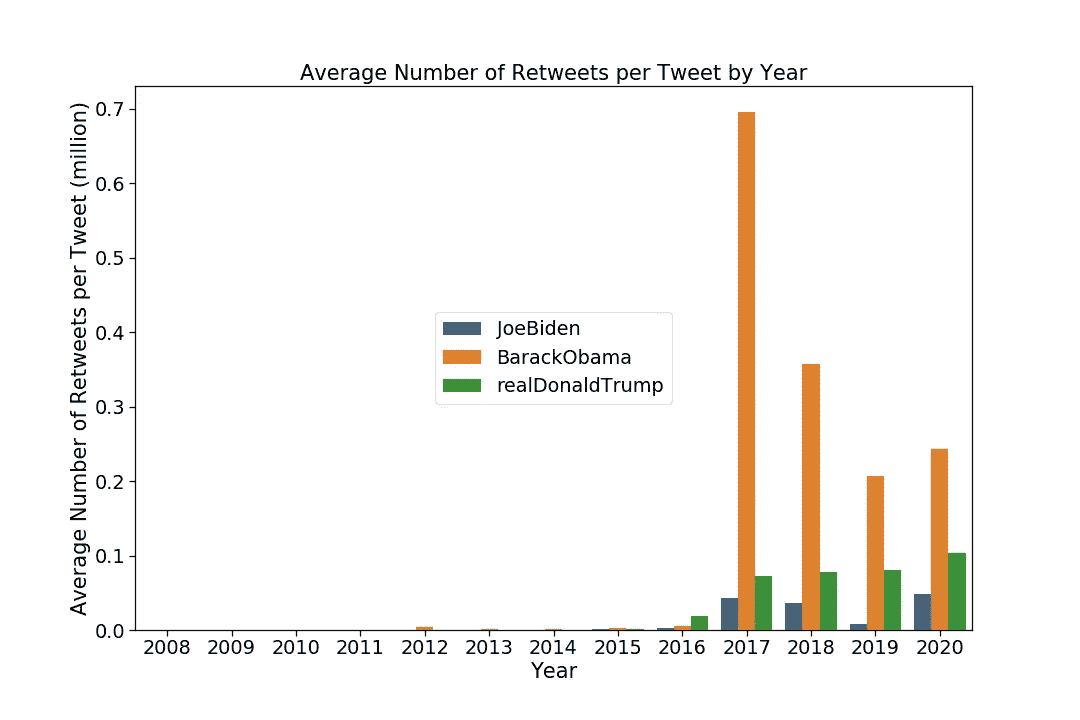 Average Number of Retweets per Tweet by Year
Average Number of Retweets per Tweet (million)
0.7
0.6
0.5
0.4
0.3
0.2
0.1
0.0
JoeBiden
BarackObama
realDonaldTrump
2008 2009 2010 2011 2012 2013 2014 2015 2016 2017 2018 2019 2020
Year